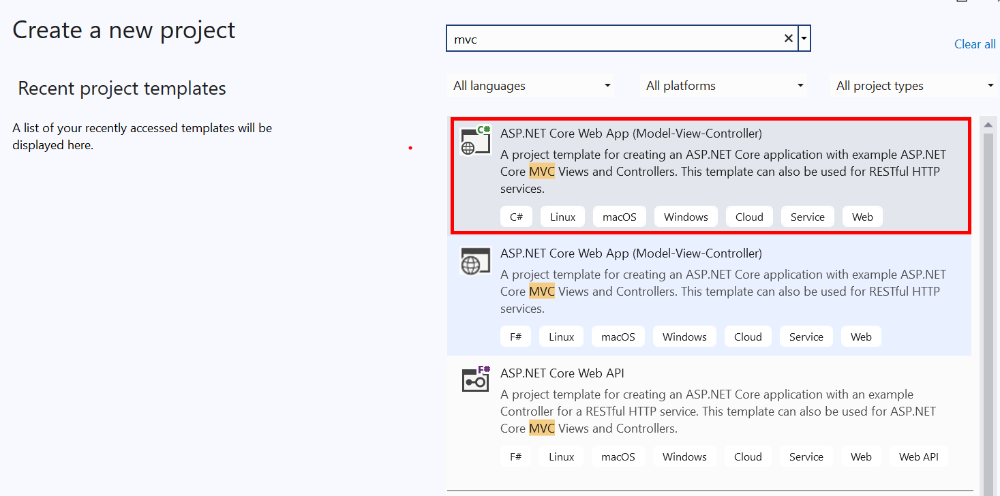 Create a new project
mvc
Clear all
Recent project templates
All languages
All platforms
All project types
A list of your recently accessed templates will be
displayed here.
C#
ASP.NET Core Web App (Model-View-Controller)
A project template for creating an ASP.NET Core application with example ASP.NET
Core MVC Views and Controllers. This template can also be used for RESTful HTTP
services.
C#
Linux
macOS
Windows
Cloud
Service
Web
ASP.NET Core Web App (Model-View-Controller)
A project template for creating an ASP.NET Core application with example ASP.NET
Core MVC Views and Controllers. This template can also be used for RESTful HTTP
services.
F#
Linux
macOS
Windows
Cloud
Service
Web
F#
ASP.NET Core Web API
A project template for creating an ASP.NET Core application with an example
Controller for a RESTful HTTP service. This template can also be used for ASP.NET
Core MVC Views and Controllers.
F#
Linux
macOS
Windows
Cloud
Service
Web
Web API